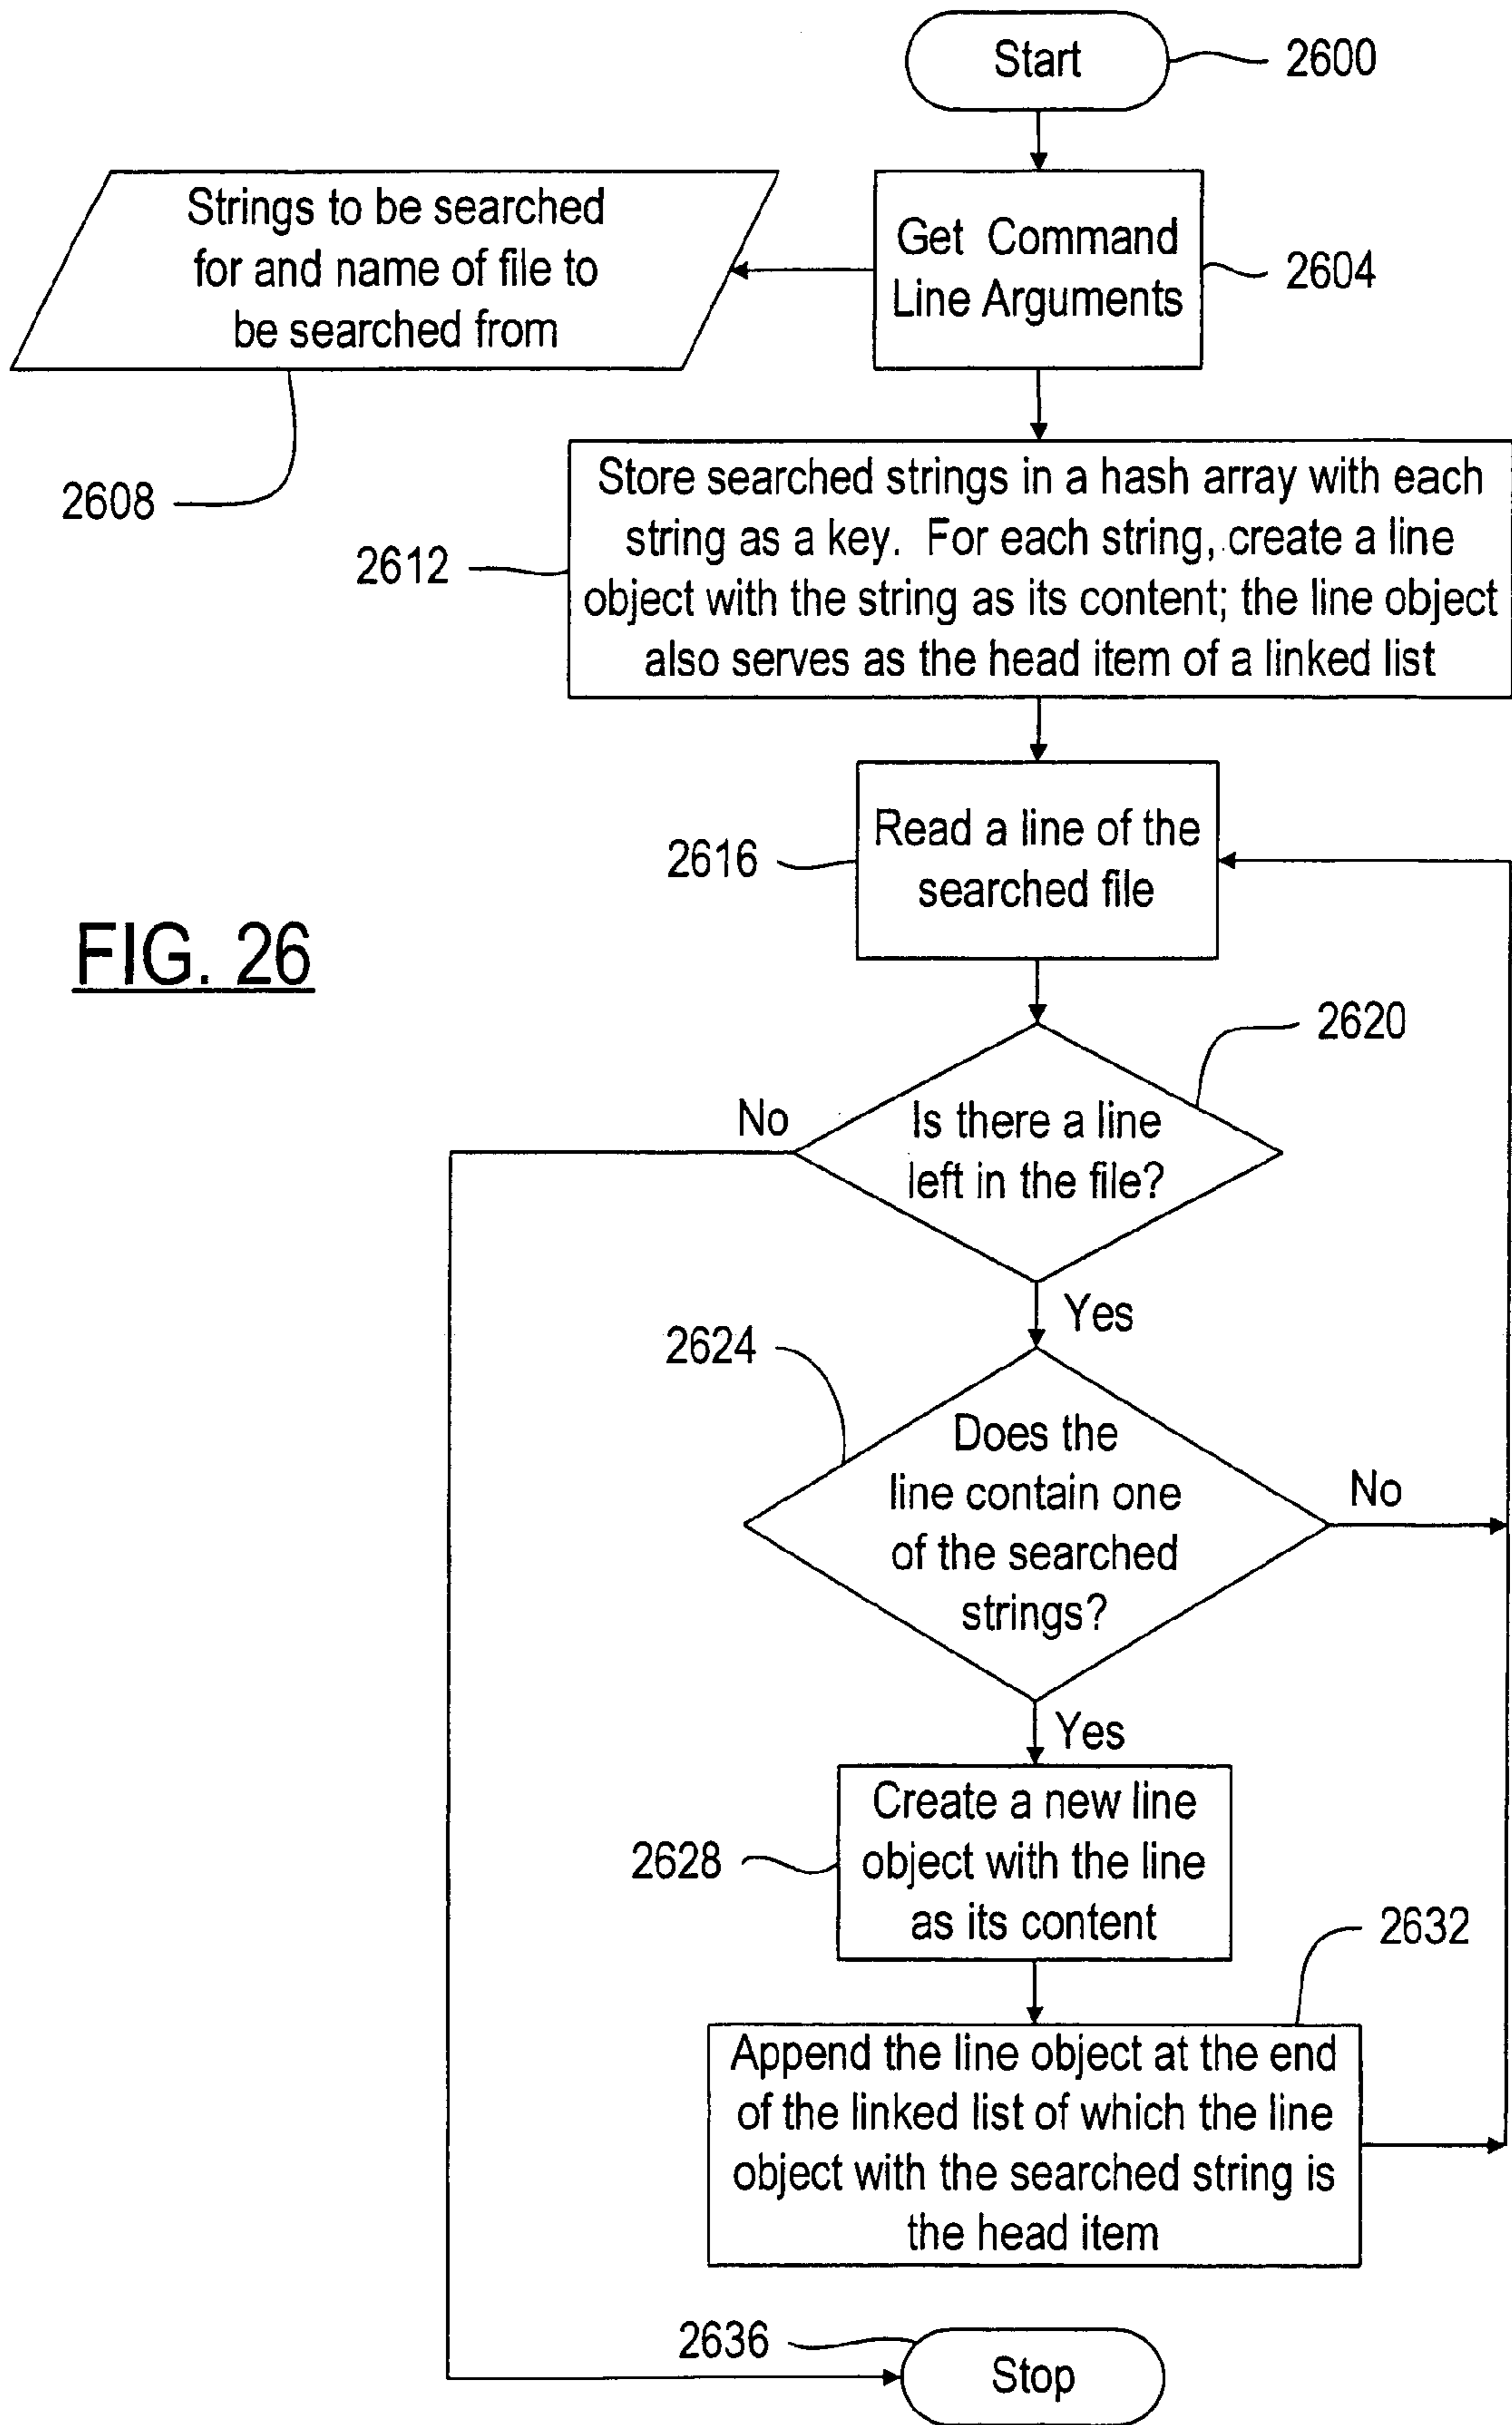 Start
2600
Strings to be searched
for and name of file to
be searched from
Get Command
Line Arguments
2604
2608
Store searched strings in a hash array with each
string as a key. For each string, create a line
object with the string as its content; the line object
also serves as the head item of a linked list
2612
Read a line of the
searched file
2616
FIG. 26
2620
Is there a line
left in the file?
No
Yes
2624
Does the
line contain one
of the searched
strings?
No
Yes
Create a new line
object with the line
as its content
2628
2632
Append the line object at the end
of the linked list of which the line
object with the searched string is
the head item
2636
Stop